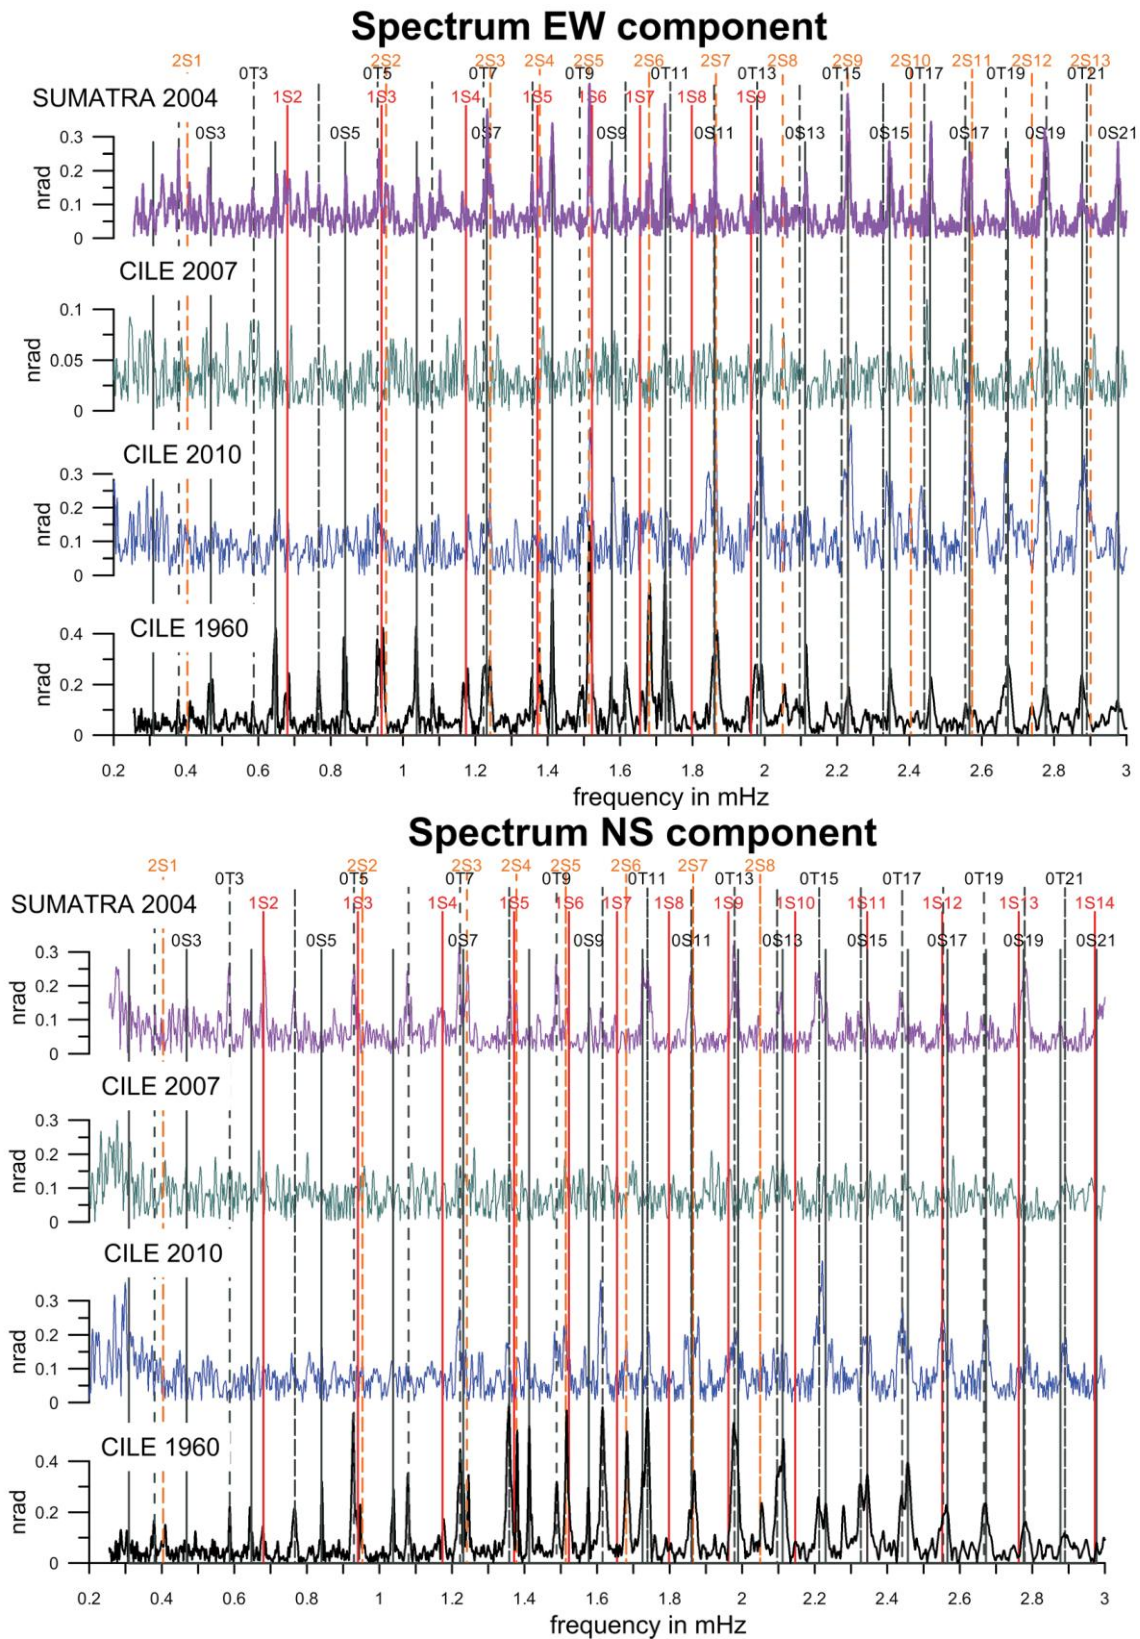 Spectrum EW component
2S1 2S2 2S3 2S4 2S5 2S6 2S7 2S8 2S9 2S10 2S11 2S12 2S13
0T3 0T5 0T7 0T9 0T11 0T13 0T15 0T17 0T19 0T21
SUMATRA 2004 1S2 1S3 1S4 1S5 1S6 1S7 1S8 1S9
0S3 0S5 0S7 0S9 0S11 0S13 0S15 0S17 0S19 0S21
0.3
0.2
0.1
0
nrad
CILE 2007
0.1
0.05
0
nrad
CILE 2010
0.3
0.2
0.1
0
nrad
CILE 1960
0.4
0.2
0
nrad
0.2 0.4 0.6 0.8 1 1.2 1.4 1.6 1.8 2 2.2 2.4 2.6 2.8 3
frequency in mHz
Spectrum NS component
2S1 2S2 2S3 2S4 2S5 2S6 2S7 2S8
0T3 0T5 0T7 0T9 0T11 0T13 0T15 0T17 0T19 0T21
SUMATRA 2004 1S2 1S3 1S4 1S5 1S6 1S7 1S8 1S9 1S10 1S11 1S12 1S13 1S14
0S3 0S5 0S7 0S9 0S11 0S13 0S15 0S17 0S19 0S21
0.3
0.2
0.1
0
nrad
CILE 2007
0.3
0.2
0.1
0
nrad
CILE 2010
0.3
0.2
0.1
0
nrad
CILE 1960
0.4
0.2
0
nrad
0.2 0.4 0.6 0.8 1 1.2 1.4 1.6 1.8 2 2.2 2.4 2.6 2.8 3
frequency in mHz